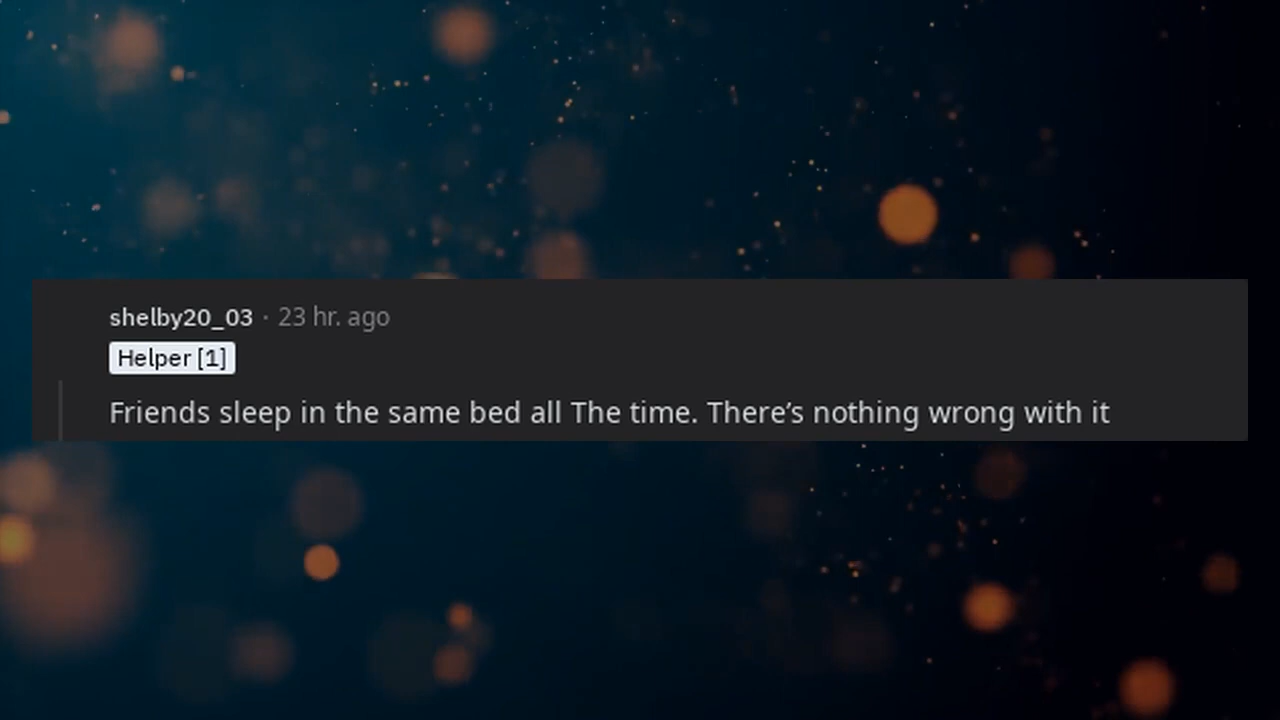 shelby20_03 · 23 hr. ago
Helper [1]
Friends sleep in the same bed all The time. There’s nothing wrong with it